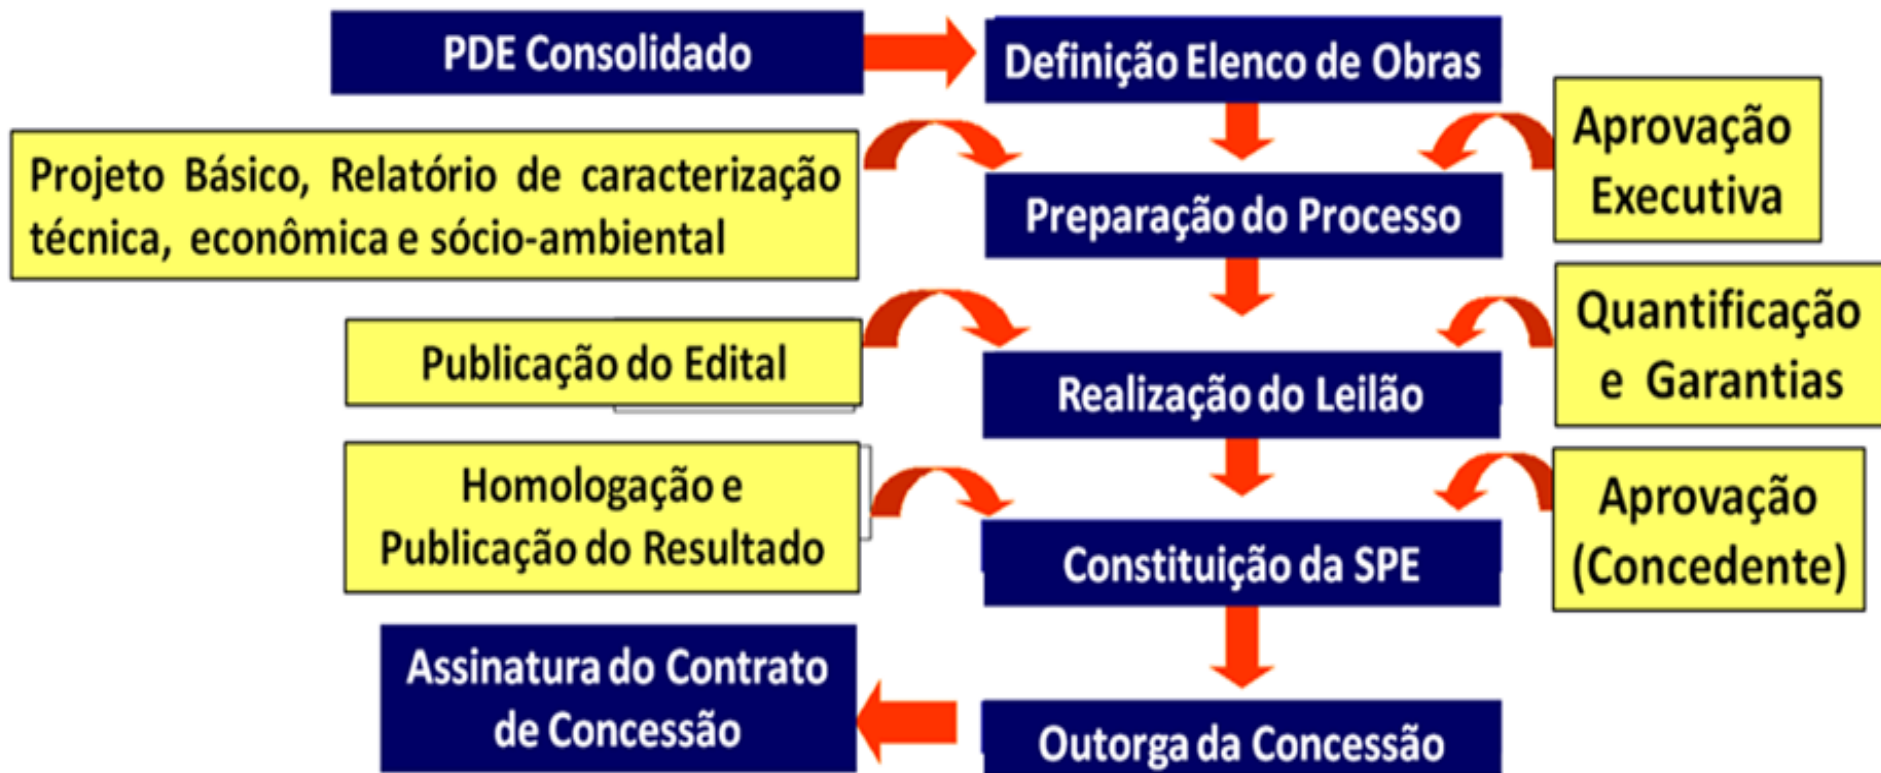 PDE Consolidado
Definição Elenco de Obras
Projeto Básico, Relatório de caracterização
técnica, econômica e sócio-ambiental
Preparação do Processo
Aprovação
Executiva
Publicação do Edital
Realização do Leilão
Quantificação
e Garantias
Homologação e
Publicação do Resultado
Constituição da SPE
Aprovação
(Concedente)
Assinatura do Contrato
de Concessão
Outorga da Concessão